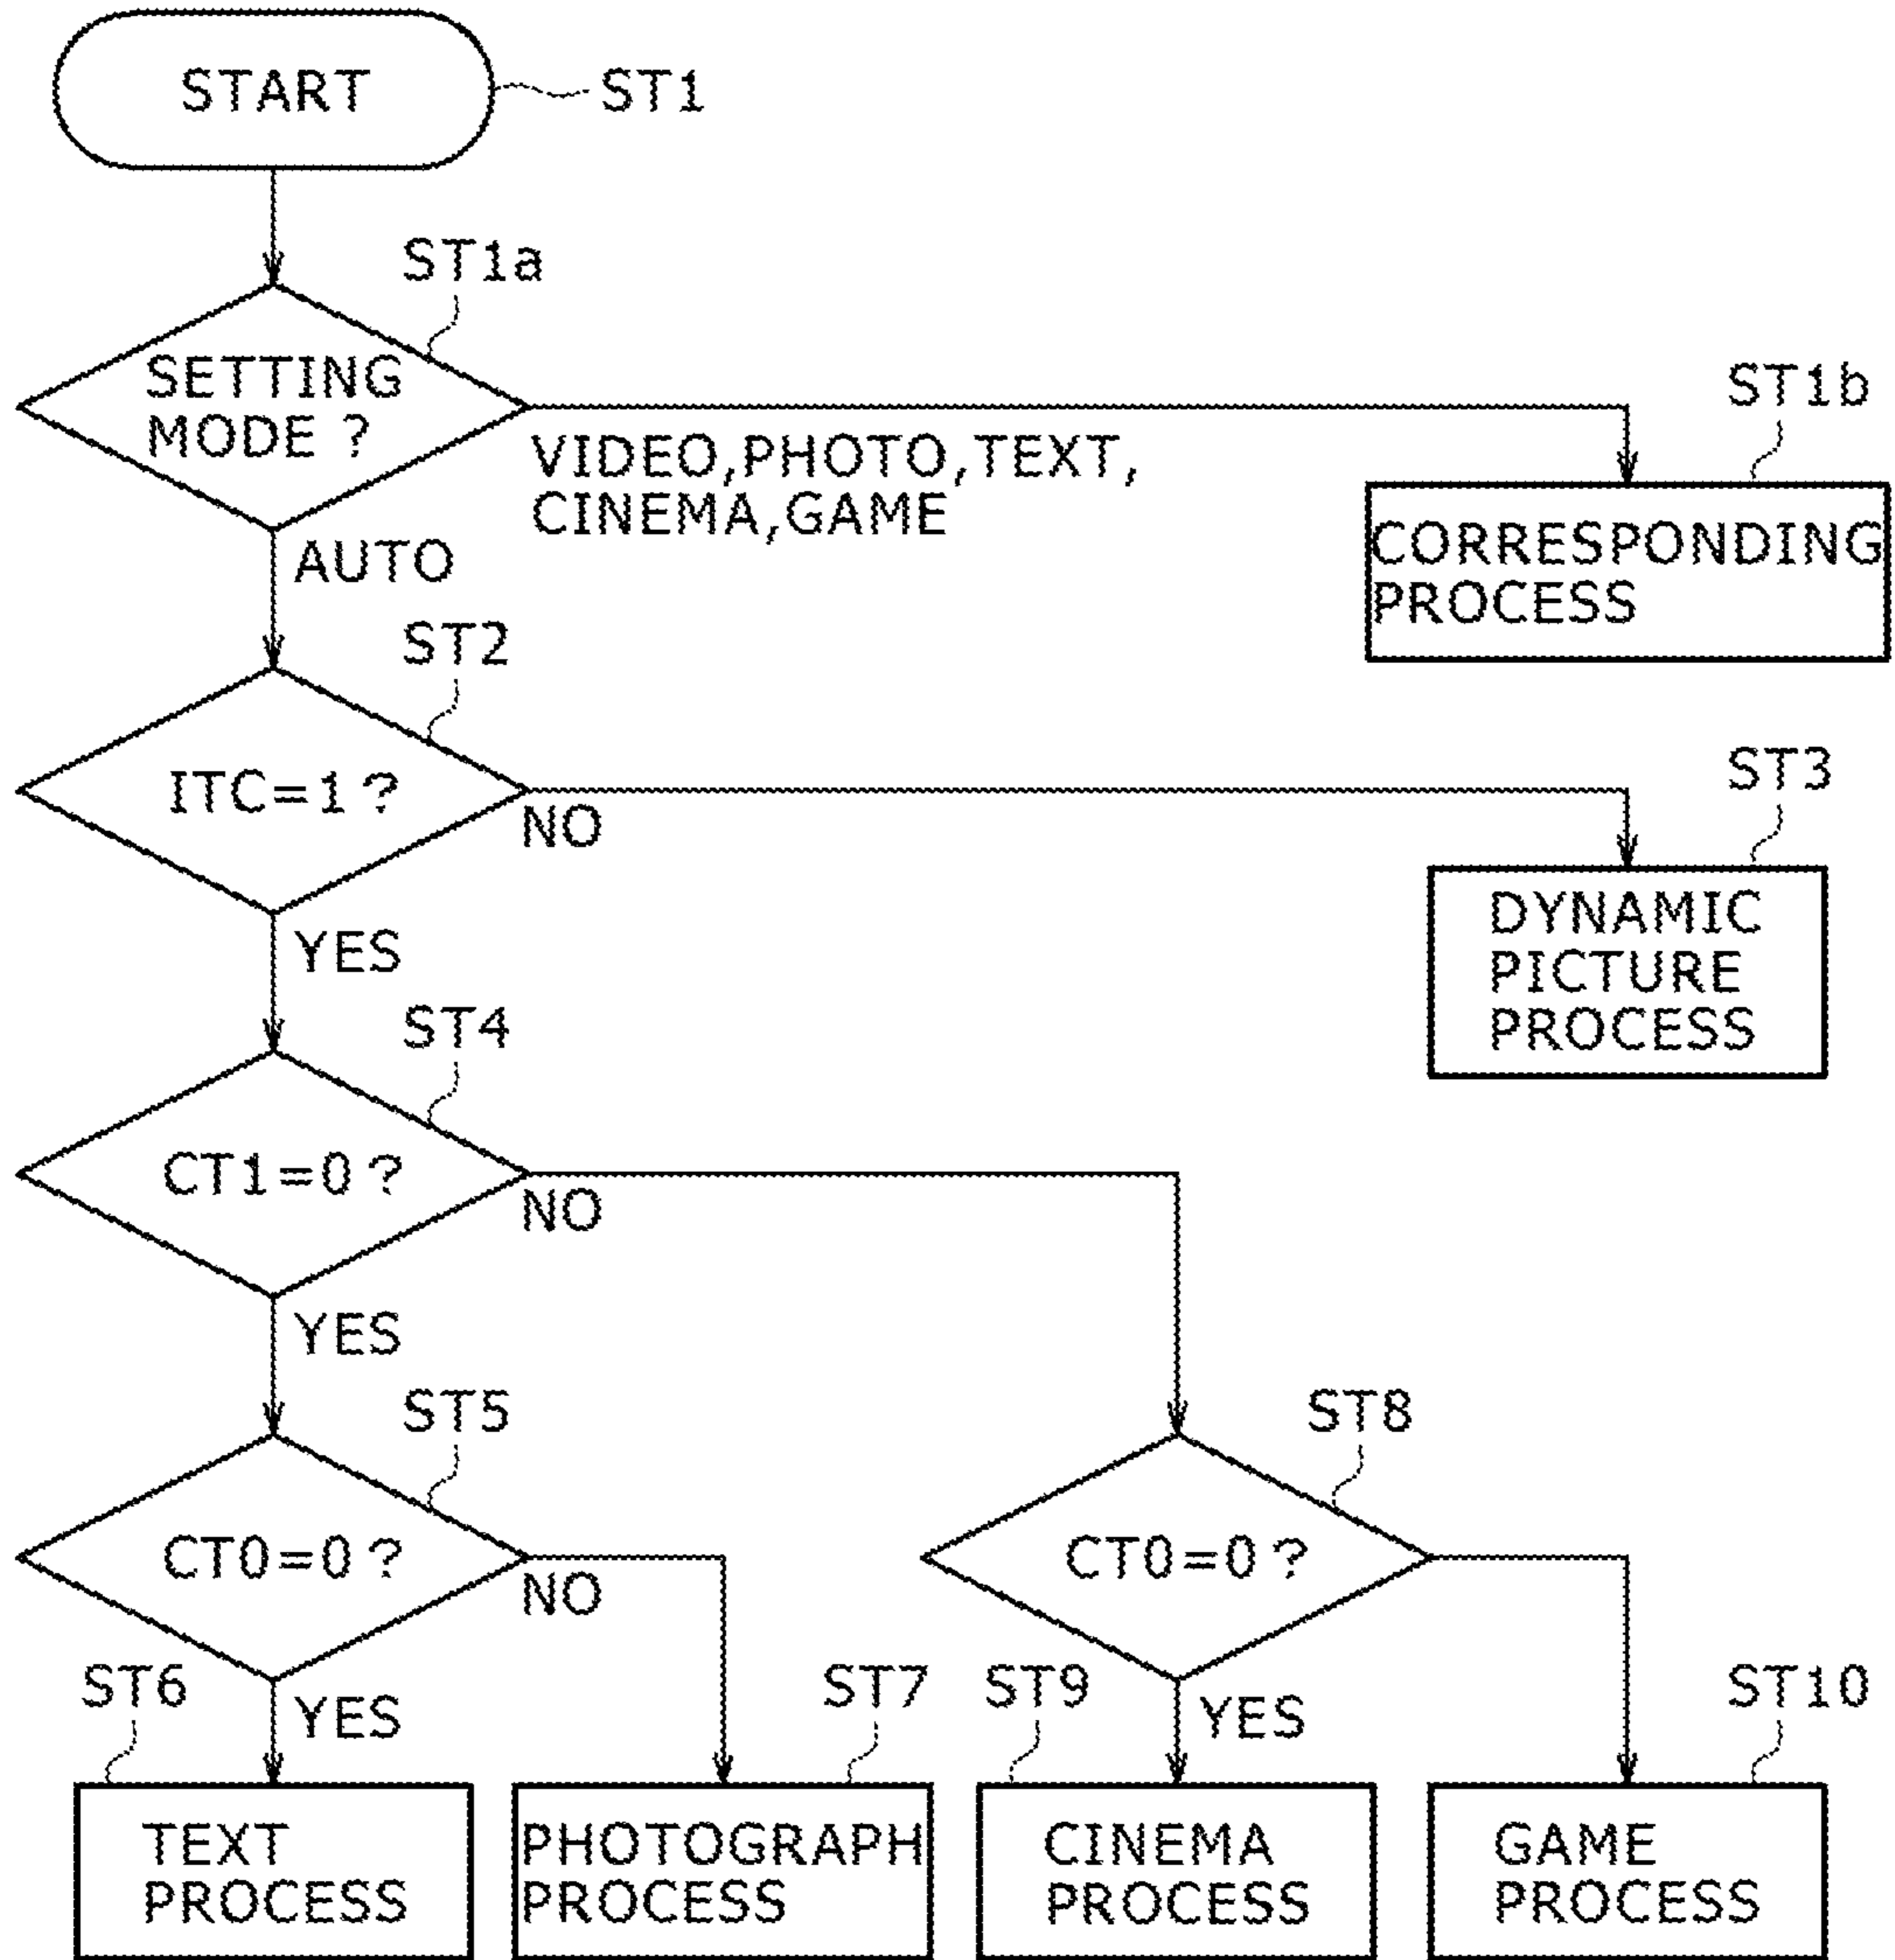 START
ST1
ST1a
SETTING
MODE ?
ST1b
VIDEO,PHOTO,TEXT,
CINEMA,GAME
CORRESPONDING
PROCESS
AUTO
ST2
ITC=1 ?
NO
ST3
DYNAMIC
PICTURE
PROCESS
YES
ST4
CT1=0 ?
NO
YES
ST5
ST8
CT0=0 ?
NO
CT0=0 ?
ST6
YES
ST7
ST9
YES
ST10
TEXT
PROCESS
PHOTOGRAPH
PROCESS
CINEMA
PROCESS
GAME
PROCESS